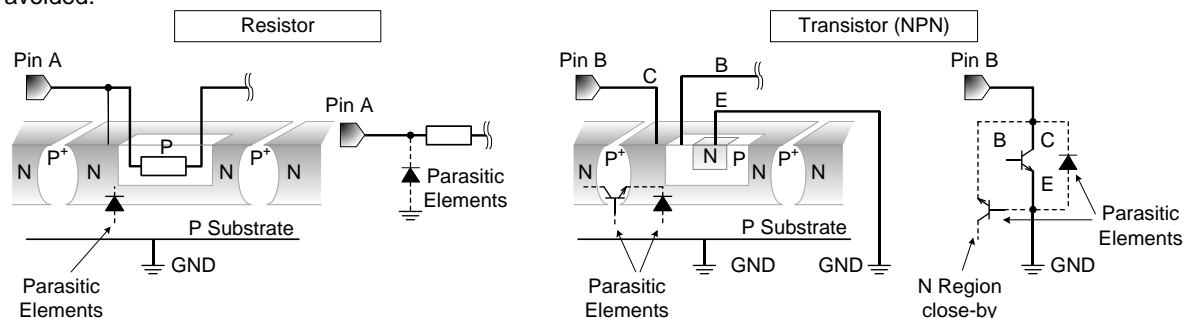 avoided.
Resistor
Transistor (NPN)
Pin A
Pin A
P
N
P+
N
P+
N
N
Parasitic
Elements
P Substrate
GND
Parasitic
Elements
Pin B
C
B
E
Pin B
N
P+
N
N
P
P+
N
N
B
C
E
P Substrate
GND
GND
GND
Parasitic
Elements
Parasitic
Elements
N Region
close-by